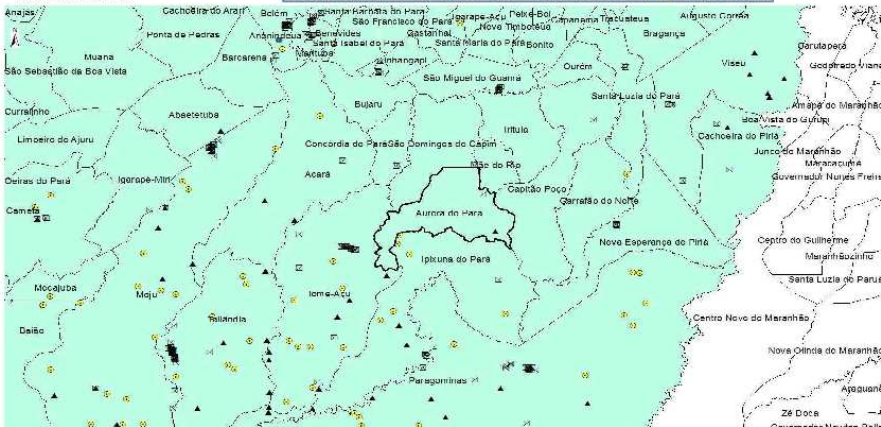 Anajás
Cachoeira do Arari
Belém
Santa Bárbara do Pará
São Francisco do Pará
Igarapé-Açu
Peixe-Boi
Capanema
Tracuateua
Augusto Corrêa
Ponta de Pedras
Ananindeua
Benevides
Castanhal
Nova Timboteua
Bragança
Santa Isabel do Pará
Santa Maria do Pará
Bonito
Muana
Barcarena
Marituba
Inhangapi
Ourém
Viseu
Carutapera
Godofredo Viana
São Sebastião da Boa Vista
São Miguel do Guamá
Curralinho
Abaetetuba
Bujaru
Santa Luzia do Pará
Amapá do Maranhão
Boa Vista do Gurupi
Limoeiro do Ajuru
Irituia
Cachoeira do Piriá
Concórdia do Pará
São Domingos do Capim
Junco do Maranhão
Mãe do Rio
Maracaçumé
Oeiras do Pará
Igarapé-Miri
Acará
Capitão Poço
Governador Nunes Freire
Garrafão do Norte
Cametá
Aurora do Pará
Nova Esperança do Piriá
Centro do Guilherme
Maranhãozinho
Ipixuna do Pará
Santa Luzia do Paruá
Mocajuba
Moju
Tomé-Açu
Tailândia
Centro Novo do Maranhão
Baião
Nova Olinda do Maranhão
Paragominas
Araguanã
Zé Doca
Governador Newton Bello